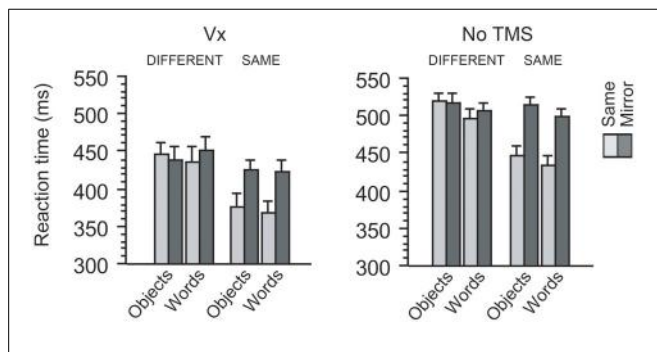 Vx
DIFFERENT SAME
Reaction time (ms)
550
500
450
400
350
300
Objects
Words
Objects
Words
No TMS
DIFFERENT SAME
550
500
450
400
350
300
Objects
Words
Objects
Words
Same
Mirror